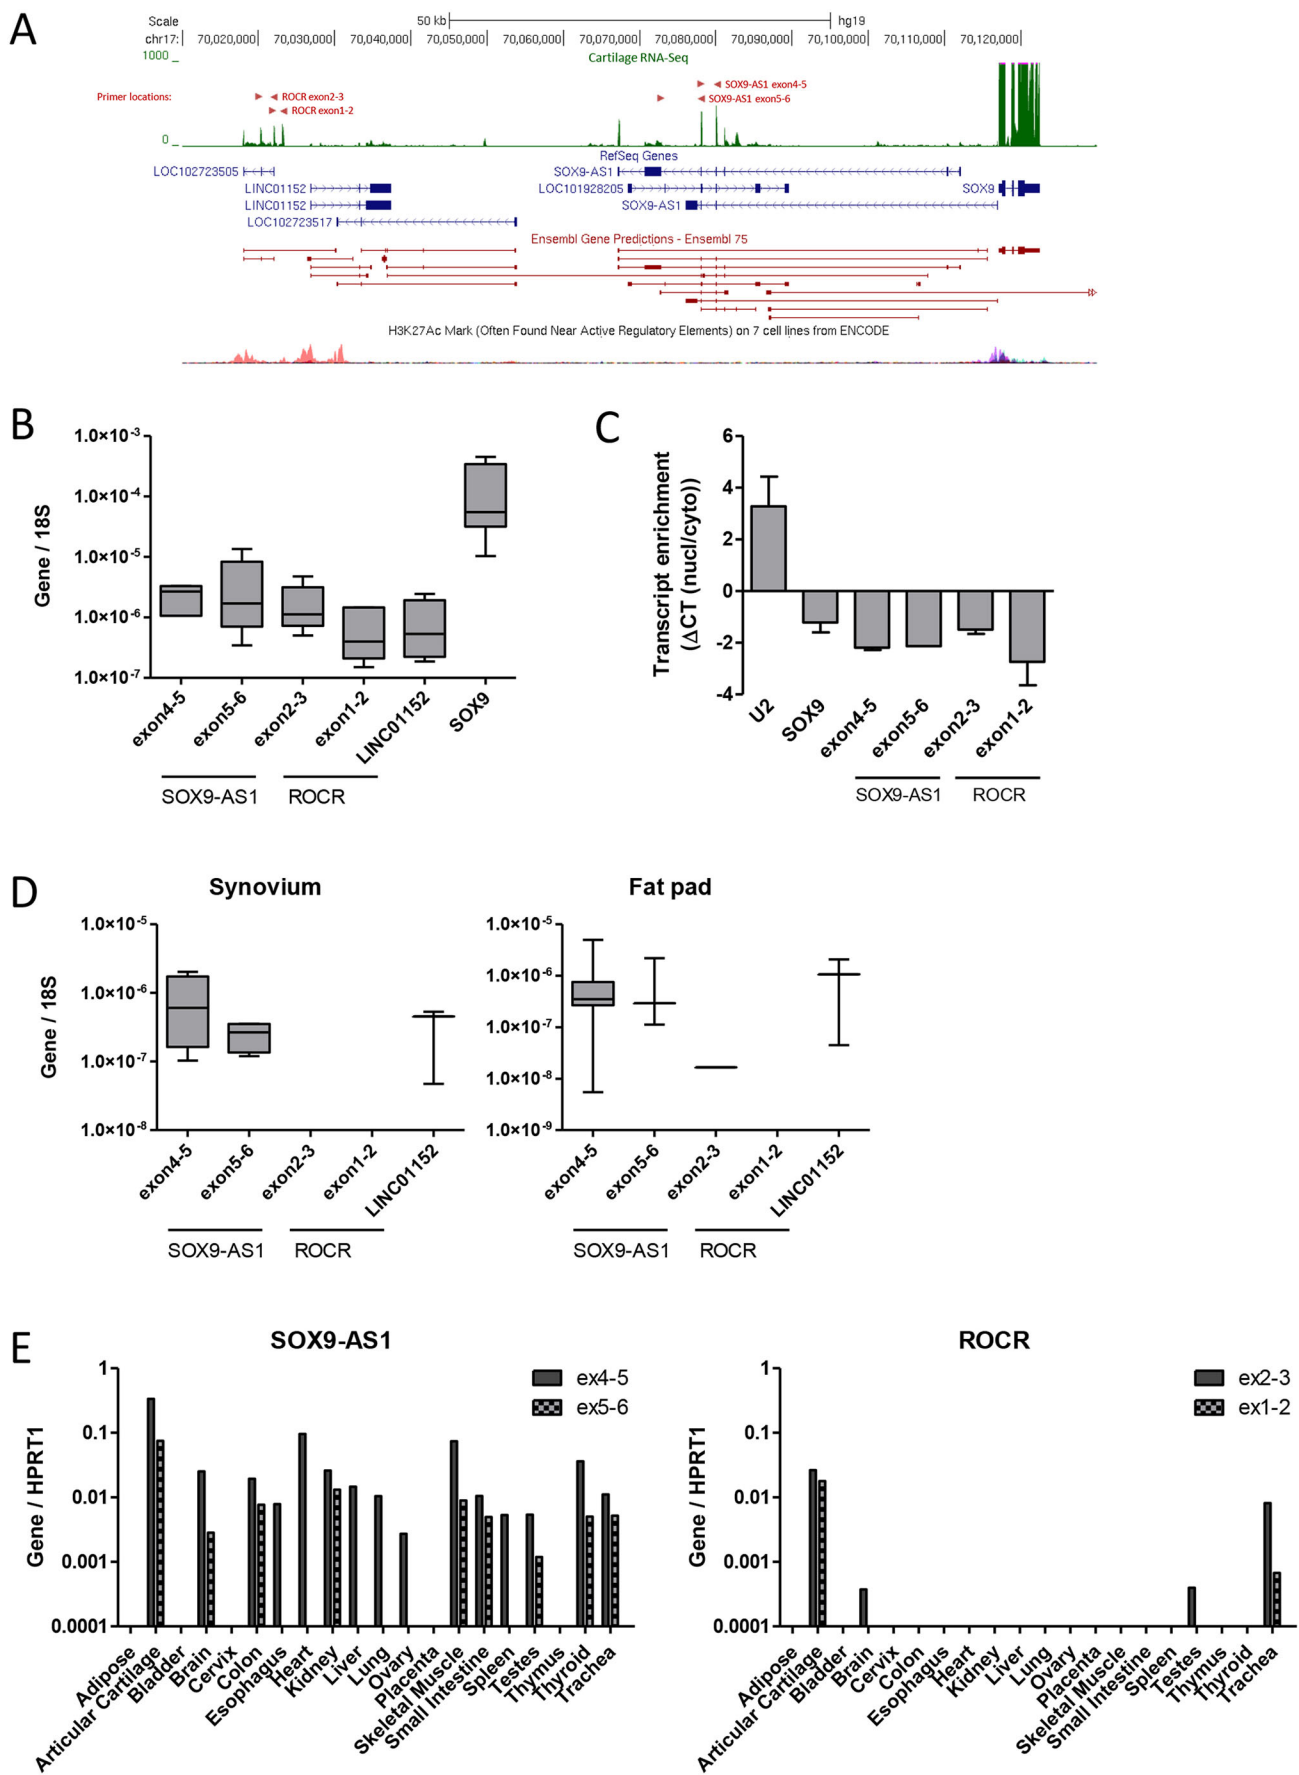 A
Scale 50 kb hg19
chr17: 70,020,000 70,030,000 70,040,000 70,050,000 70,060,000 70,070,000 70,080,000 70,090,000 70,100,000 70,110,000 70,120,000
1000 _ Cartilage RNA-Seq
SOX9-AS1 exon4-5
Primer locations: ROCR exon2-3 SOX9-AS1 exon5-6
ROCR exon1-2
0 _
RefSeq Genes
LOC102723505 SOX9-AS1
LINC01152 LOC101928205 SOX9
LINC01152 SOX9-AS1
LOC102723517
Ensembl Gene Predictions - Ensembl 75
H3K27Ac Mark (Often Found Near Active Regulatory Elements) on 7 cell lines from ENCODE
B
Gene / 18S
1.0×10-3
1.0×10-4
1.0×10-5
1.0×10-6
1.0×10-7
exon4-5 exon5-6 exon2-3 exon1-2 LINC01152 SOX9
SOX9-AS1 ROCR
C
Transcript enrichment
(ΔCT (nucl/cyto))
6
4
2
0
-2
-4
U2 SOX9 exon4-5 exon5-6 exon2-3 exon1-2
SOX9-AS1 ROCR
D
Synovium
Gene / 18S
1.0×10-5
1.0×10-6
1.0×10-7
1.0×10-8
exon4-5 exon5-6 exon2-3 exon1-2 LINC01152
SOX9-AS1 ROCR
Fat pad
1.0×10-5
1.0×10-6
1.0×10-7
1.0×10-8
1.0×10-9
exon4-5 exon5-6 exon2-3 exon1-2 LINC01152
SOX9-AS1 ROCR
E
SOX9-AS1
Gene / HPRT1
1
0.1
0.01
0.001
0.0001
ex4-5
ex5-6
Adipose Articular Cartilage Bladder Brain Cervix Colon Esophagus Heart Kidney Liver Lung Ovary Placenta Skeletal Muscle Small Intestine Spleen Testes Thymus Thyroid Trachea
ROCR
Gene / HPRT1
1
0.1
0.01
0.001
0.0001
ex2-3
ex1-2
Adipose Articular Cartilage Bladder Brain Cervix Colon Esophagus Heart Kidney Liver Lung Ovary Placenta Skeletal Muscle Small Intestine Spleen Testes Thymus Thyroid Trachea